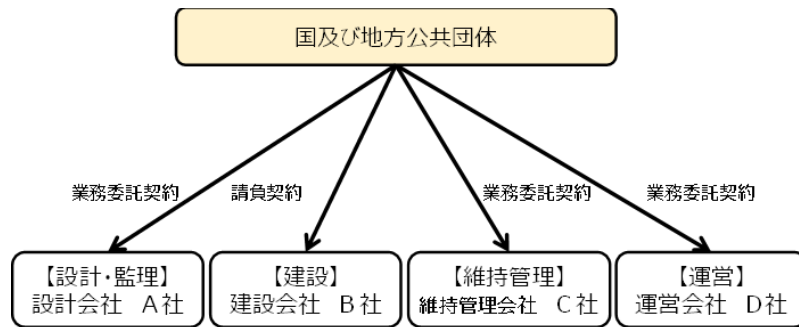 国及び地方公共団体
業務委託契約
請負契約
業務委託契約
業務委託契約
【設計・監理】
設計会社 A社
【建設】
建設会社 B社
【維持管理】
維持管理会社 C社
【運営】
運営会社 D社